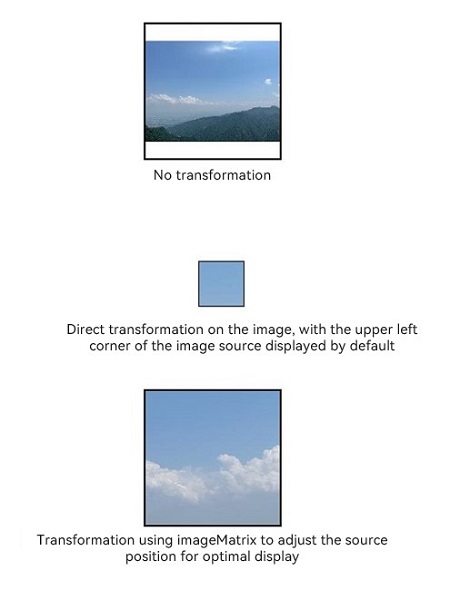 No transformation
Direct transformation on the image, with the upper left
corner of the image source displayed by default
Transformation using imageMatrix to adjust the source
position for optimal display